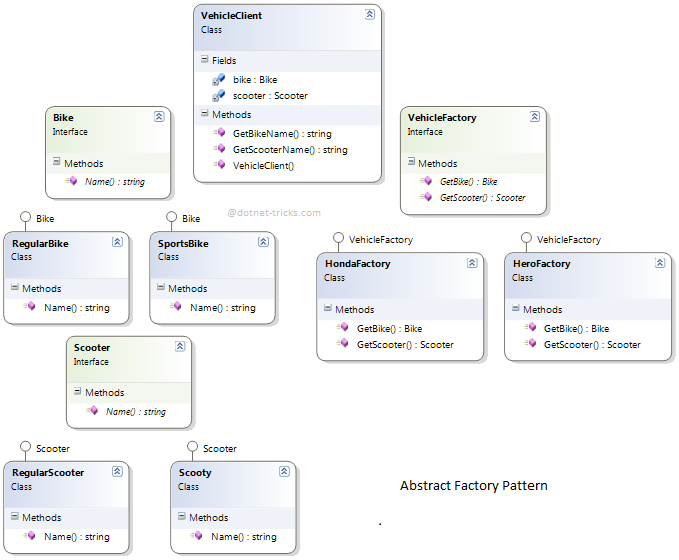 VehicleClient
Class
Fields
bike : Bike
scooter : Scooter
Methods
GetBikeName() : string
GetScooterName() : string
VehicleClient()
Bike
Interface
Methods
Name() : string
VehicleFactory
Interface
Methods
GetBike() : Bike
GetScooter() : Scooter
@dotnet-tricks.com
Bike
RegularBike
Class
Methods
Name() : string
Bike
SportsBike
Class
Methods
Name() : string
VehicleFactory
HondaFactory
Class
Methods
GetBike() : Bike
GetScooter() : Scooter
VehicleFactory
HeroFactory
Class
Methods
GetBike() : Bike
GetScooter() : Scooter
Scooter
Interface
Methods
Name() : string
Scooter
RegularScooter
Class
Methods
Name() : string
Scooter
Scooty
Class
Methods
Name() : string
Abstract Factory Pattern
.